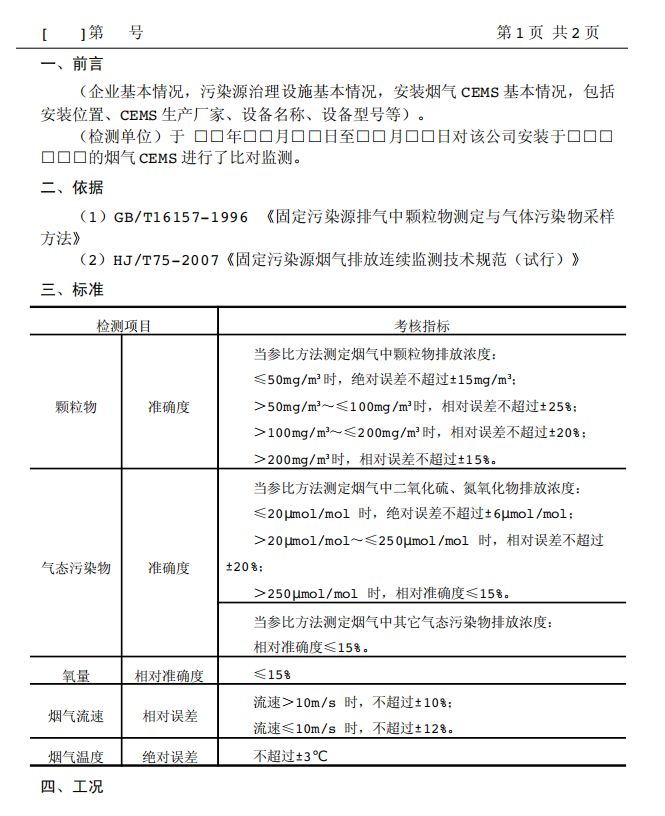 [ ]第 号 第1页 共2页
一、前言
（企业基本情况，污染源治理设施基本情况，安装烟气CEMS基本情况，包括
安装位置、CEMS生产厂家、设备名称、设备型号等）。
（检测单位）于 □□年□□月□□日至□□月□□日对该公司安装于□□□
□□□的烟气CEMS进行了比对监测。
二、依据
（1）GB/T16157-1996 《固定污染源排气中颗粒物测定与气体污染物采样
方法》
（2）HJ/T75-2007《固定污染源烟气排放连续监测技术规范（试行）》
三、标准
检测项目 考核指标
当参比方法测定烟气中颗粒物排放浓度：
≤50mg/m³时，绝对误差不超过±15mg/m³；
颗粒物 准确度 >50mg/m³～≤100mg/m³时，相对误差不超过±25%；
>100mg/m³～≤200mg/m³时，相对误差不超过±20%；
>200mg/m³时，相对误差不超过±15%。
当参比方法测定烟气中二氧化硫、氮氧化物排放浓度：
≤20μmol/mol 时，绝对误差不超过±6μmol/mol；
>20μmol/mol～≤250μmol/mol 时，相对误差不超过
气态污染物 准确度 ±20%；
>250μmol/mol 时，相对准确度≤15%。
当参比方法测定烟气中其它气态污染物排放浓度：
相对准确度≤15%。
氧量 相对准确度 ≤15%
烟气流速 相对误差 流速>10m/s 时，不超过±10%；
流速≤10m/s 时，不超过±12%。
烟气温度 绝对误差 不超过±3℃
四、工况